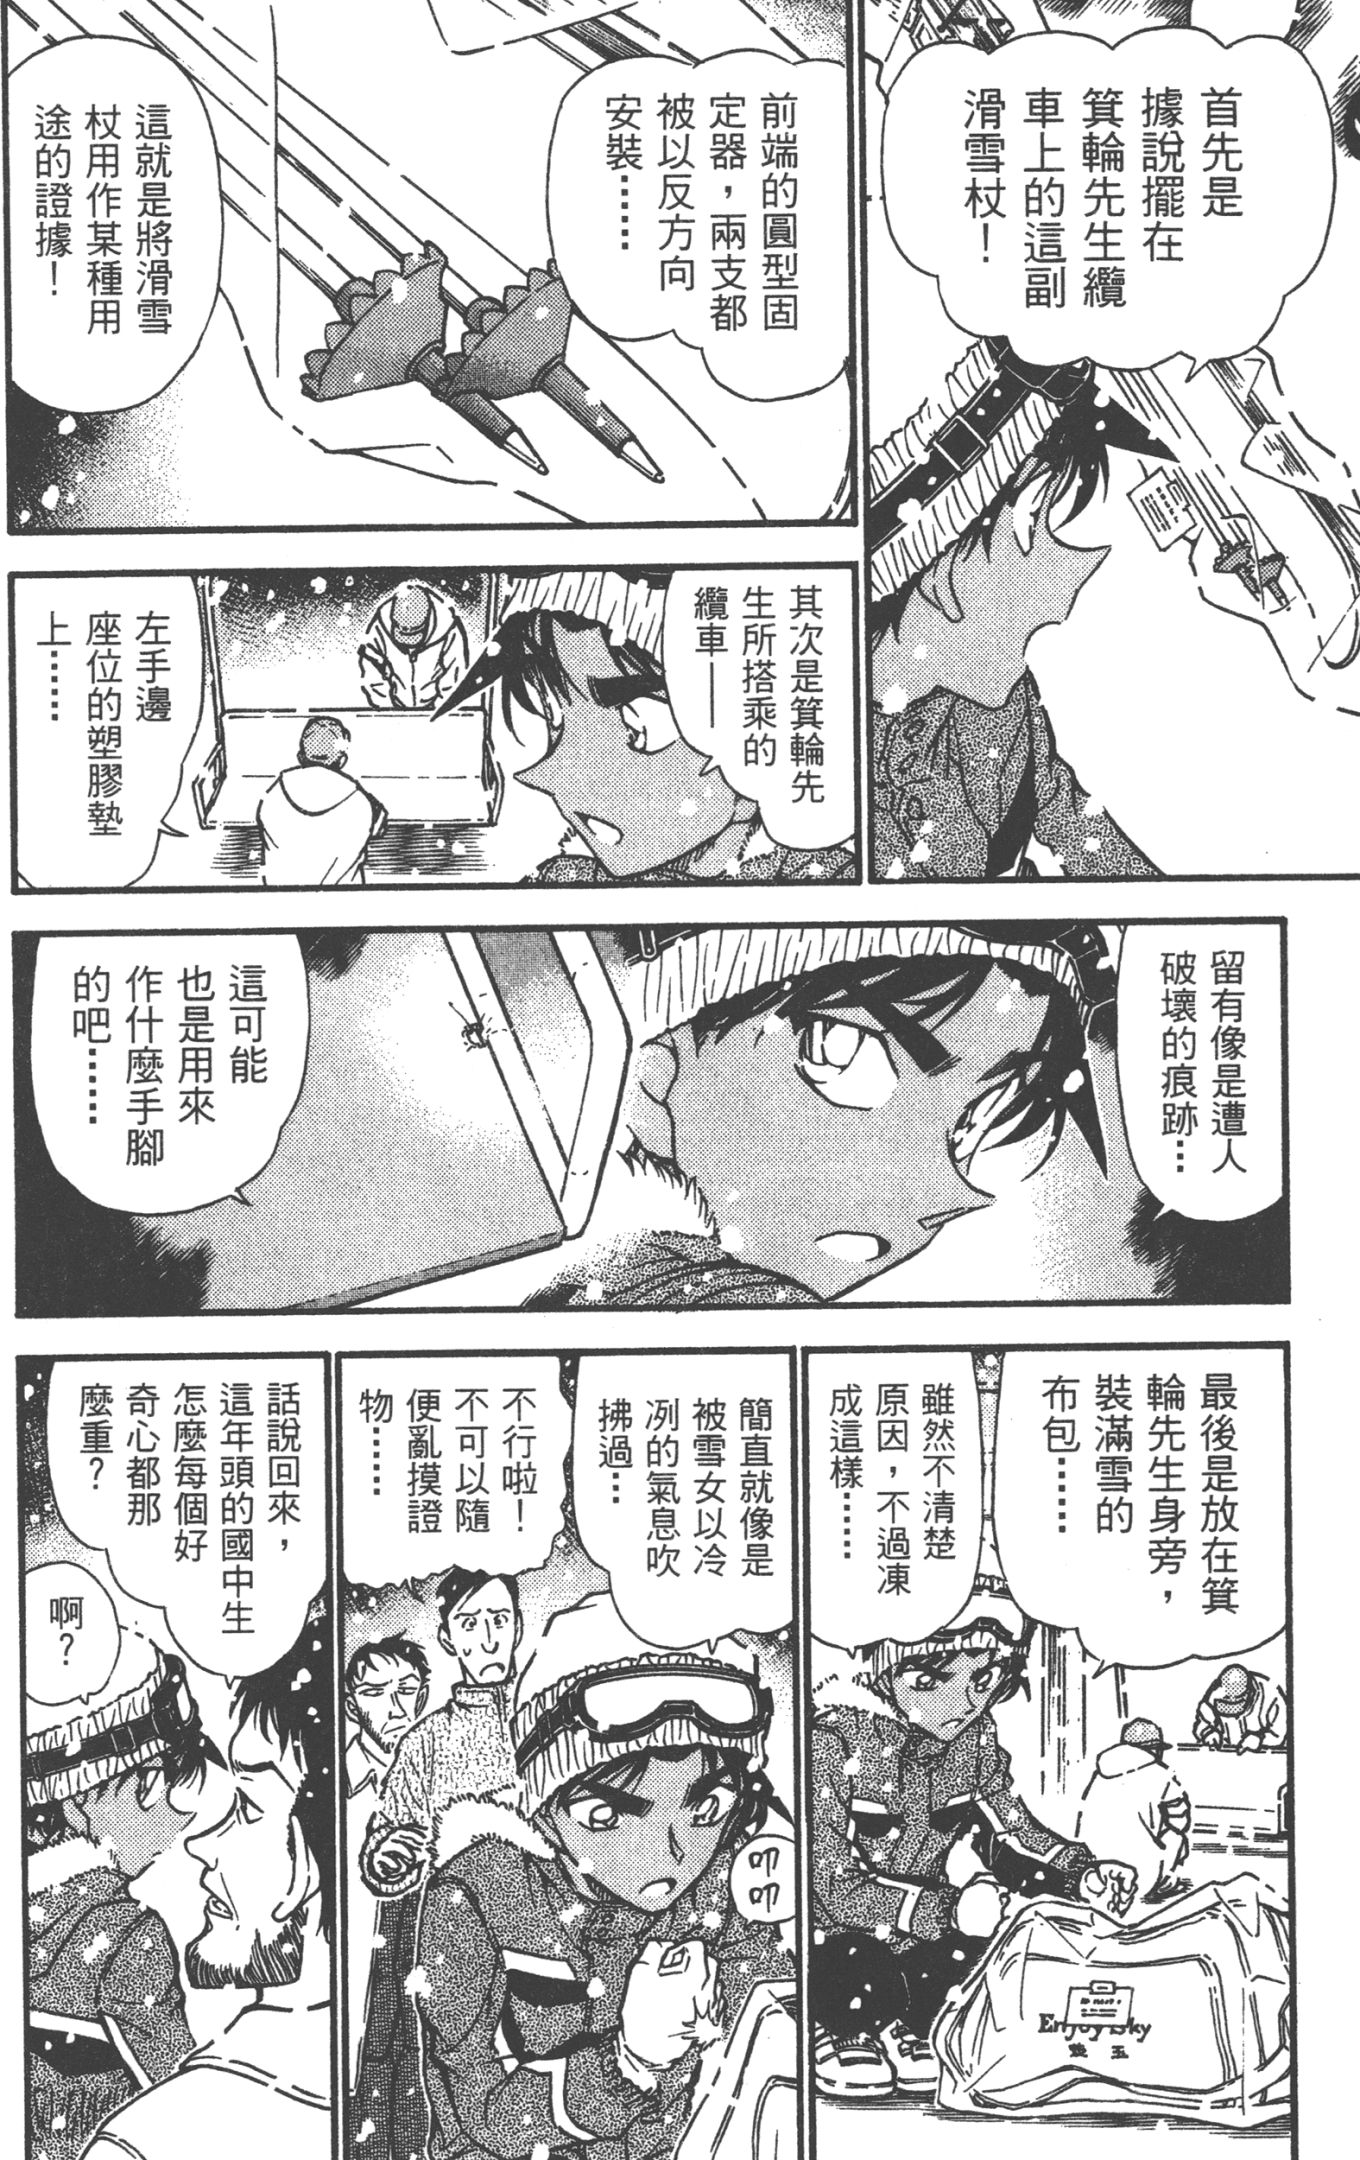 首先是
據說擺在
箕輪先生纜
車上的這副
滑雪杖！
前端的圓型固
定器，兩支都
被以反方向
安裝……
這就是將滑雪
杖用作某種用
途的證據！
其次是箕輪先
生所搭乘的
纜車──
左手邊
座位的塑膠墊
上……
留有像是遭人
破壞的痕跡…
這可能
也是用來
作什麼手腳
的吧……
最後是放在箕
輪先生身旁，
裝滿雪的
布包……
雖然不清楚
原因，不過凍
成這樣……
簡直就像是
被雪女以冷
冽的氣息吹
拂過…
叩叩
不行啦！
不可以隨
便亂摸證
物……
話說回來，
這年頭的國中生
怎麼每個好
奇心都那
麼重？
啊？
Enjoy Sky
玉